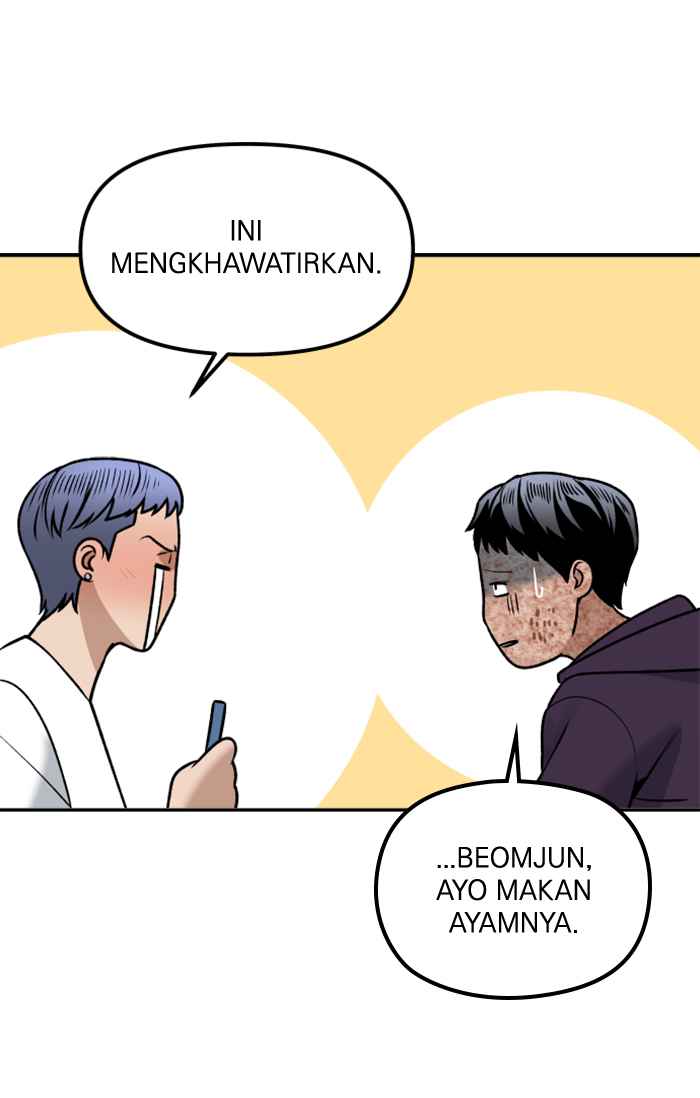 INI
MENGKHAWATIRKAN.
...BEOMJUN,
AYO MAKAN
AYAMNYA.